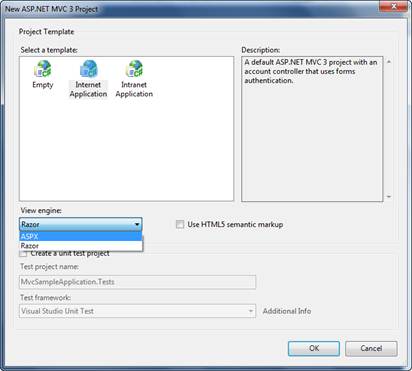 New ASP.NET MVC 3 Project
Project Template
Select a template:
Description:
Empty
Internet Application
Intranet Application
A default ASP.NET MVC 3 project with an
account controller that uses forms
authentication.
View engine:
Razor
Use HTML5 semantic markup
ASPX
Razor
Create a unit test project
Test project name:
MvcSampleApplication.Tests
Test framework:
Visual Studio Unit Test
Additional Info
OK
Cancel